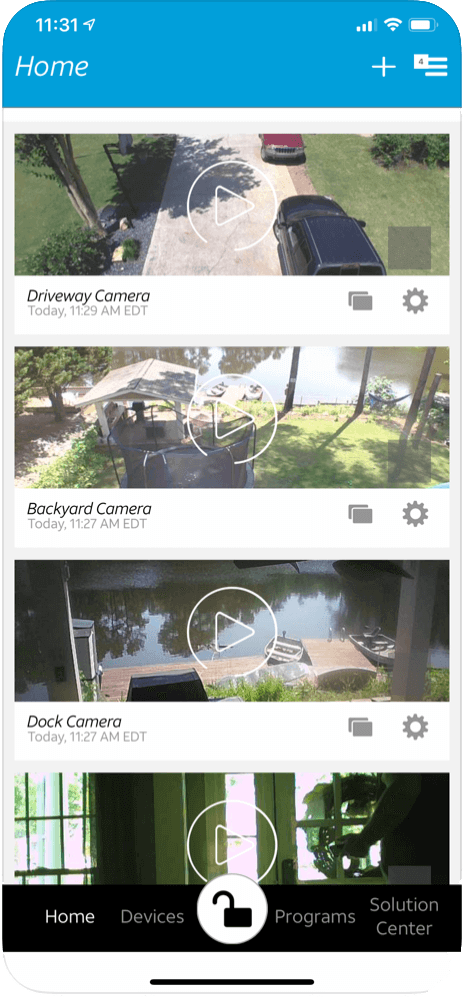 11:31
Home
4
Driveway Camera
Today, 11:29 AM EDT
Backyard Camera
Today, 11:27 AM EDT
Dock Camera
Today, 11:27 AM EDT
Home
Devices
Programs
Solution
Center